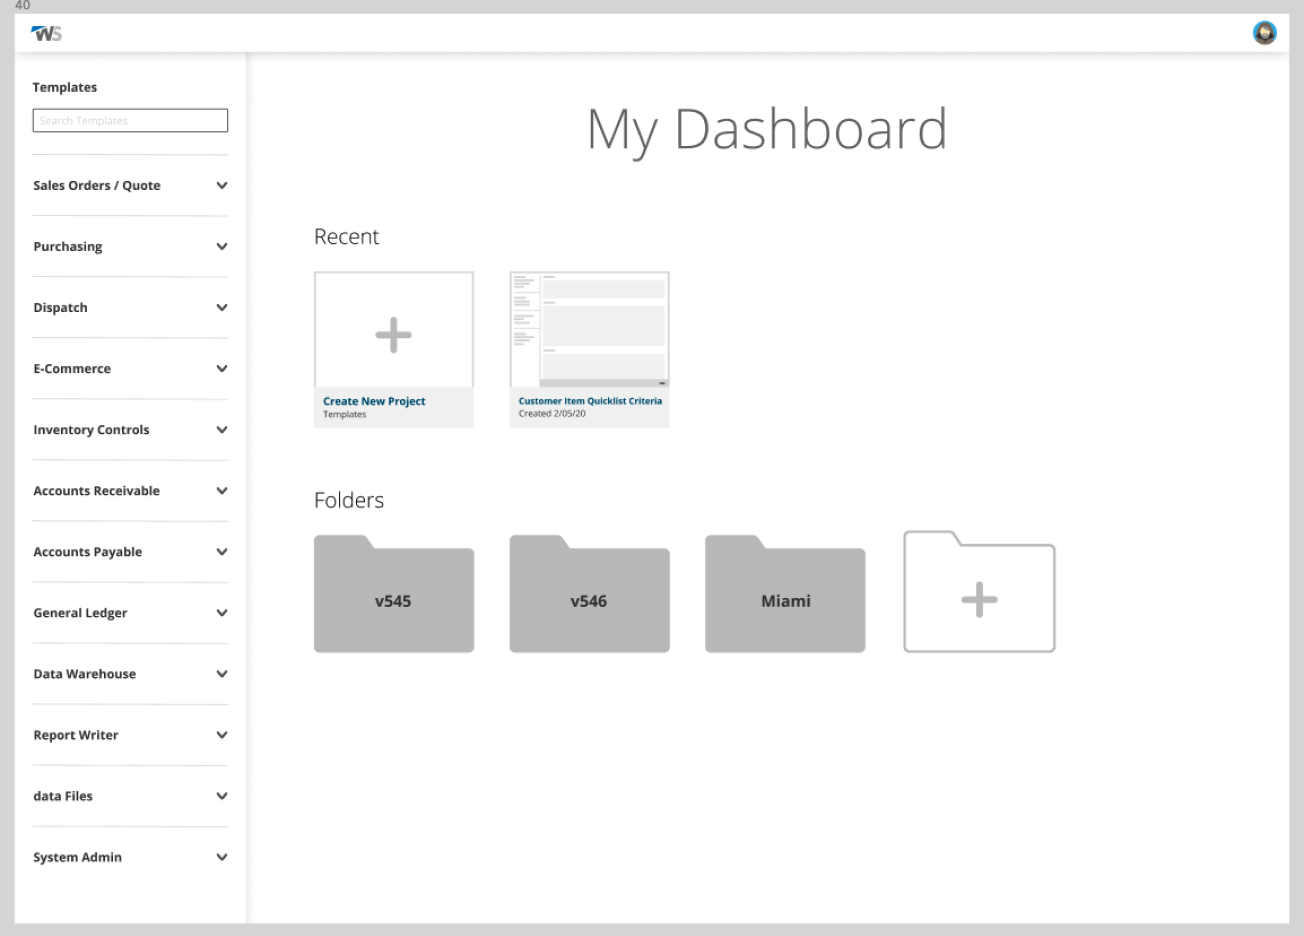 40
WS
Templates
Search Templates
Sales Orders / Quote
Purchasing
Dispatch
E-Commerce
Inventory Controls
Accounts Receivable
Accounts Payable
General Ledger
Data Warehouse
Report Writer
data Files
System Admin
My Dashboard
Recent
Create New Project
Templates
Customer Item Quicklist Criteria
Created 2/05/20
Folders
v545
v546
Miami